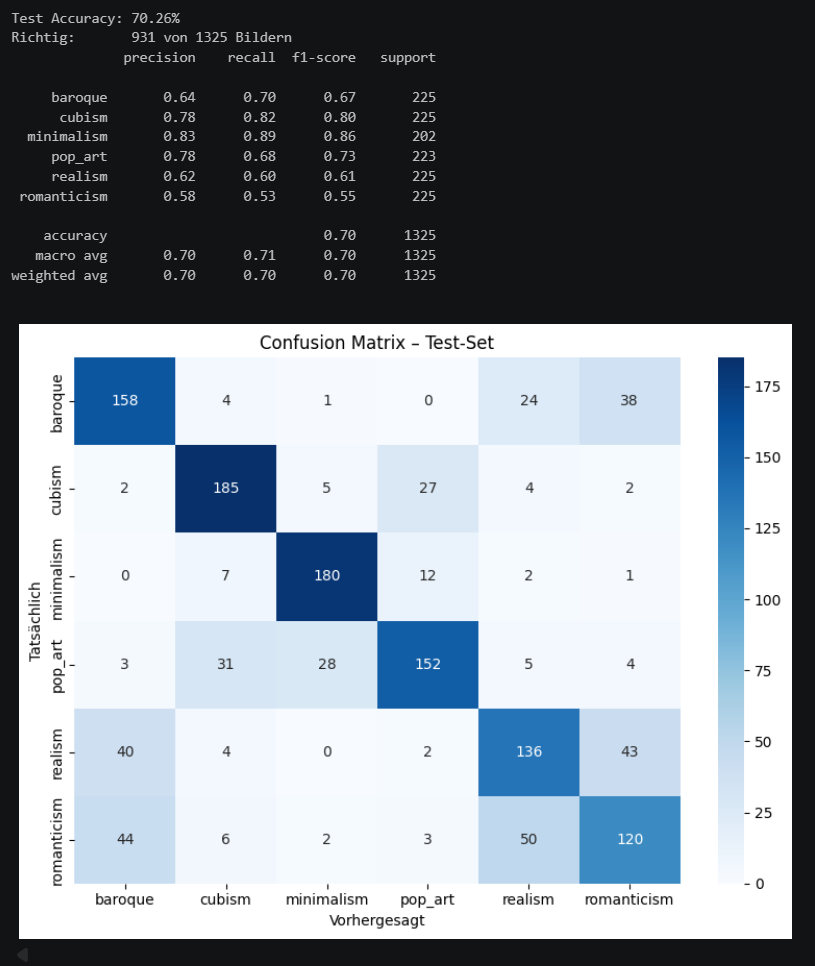 Test Accuracy: 70.26%
Richtig:       931 von 1325 Bildern
              precision    recall  f1-score   support

     baroque       0.64      0.70      0.67       225
      cubism       0.78      0.82      0.80       225
  minimalism       0.83      0.89      0.86       202
     pop_art       0.78      0.68      0.73       223
     realism       0.62      0.60      0.61       225
 romanticism       0.58      0.53      0.55       225

    accuracy                           0.70      1325
   macro avg       0.70      0.71      0.70      1325
weighted avg       0.70      0.70      0.70      1325

Confusion Matrix – Test-Set
Tatsächlich
baroque 158 4 1 0 24 38
cubism 2 185 5 27 4 2
minimalism 0 7 180 12 2 1
pop_art 3 31 28 152 5 4
realism 40 4 0 2 136 43
romanticism 44 6 2 3 50 120
baroque cubism minimalism pop_art realism romanticism
Vorhergesagt
175
150
125
100
75
50
25
0